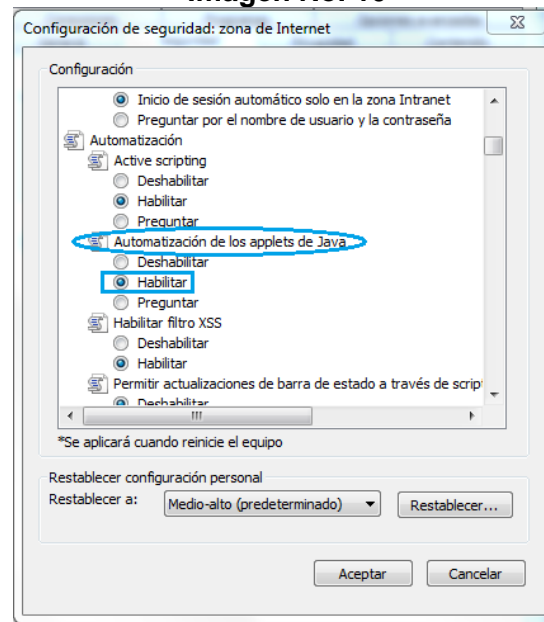 Configuración de seguridad: zona de Internet
Configuración
Inicio de sesión automático solo en la zona Intranet
Preguntar por el nombre de usuario y la contraseña
Automatización
Active scripting
Deshabilitar
Habilitar
Preguntar
Automatización de los applets de Java
Deshabilitar
Habilitar
Preguntar
Habilitar filtro XSS
Deshabilitar
Habilitar
Permitir actualizaciones de barra de estado a través de scrip
Deshabilitar
*Se aplicará cuando reinicie el equipo
Restablecer configuración personal
Restablecer a: Medio-alto (predeterminado) Restablecer...
Aceptar Cancelar